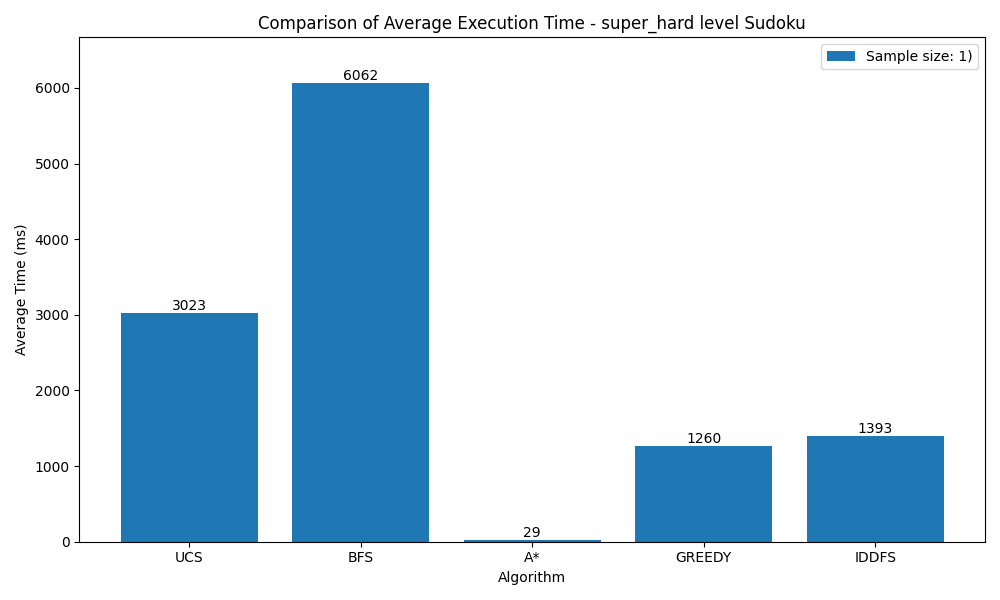 Comparison of Average Execution Time - super_hard level Sudoku
Sample size: 1)
Average Time (ms)
6000
5000
4000
3000
2000
1000
0
3023
6062
29
1260
1393
UCS
BFS
A*
GREEDY
IDDFS
Algorithm